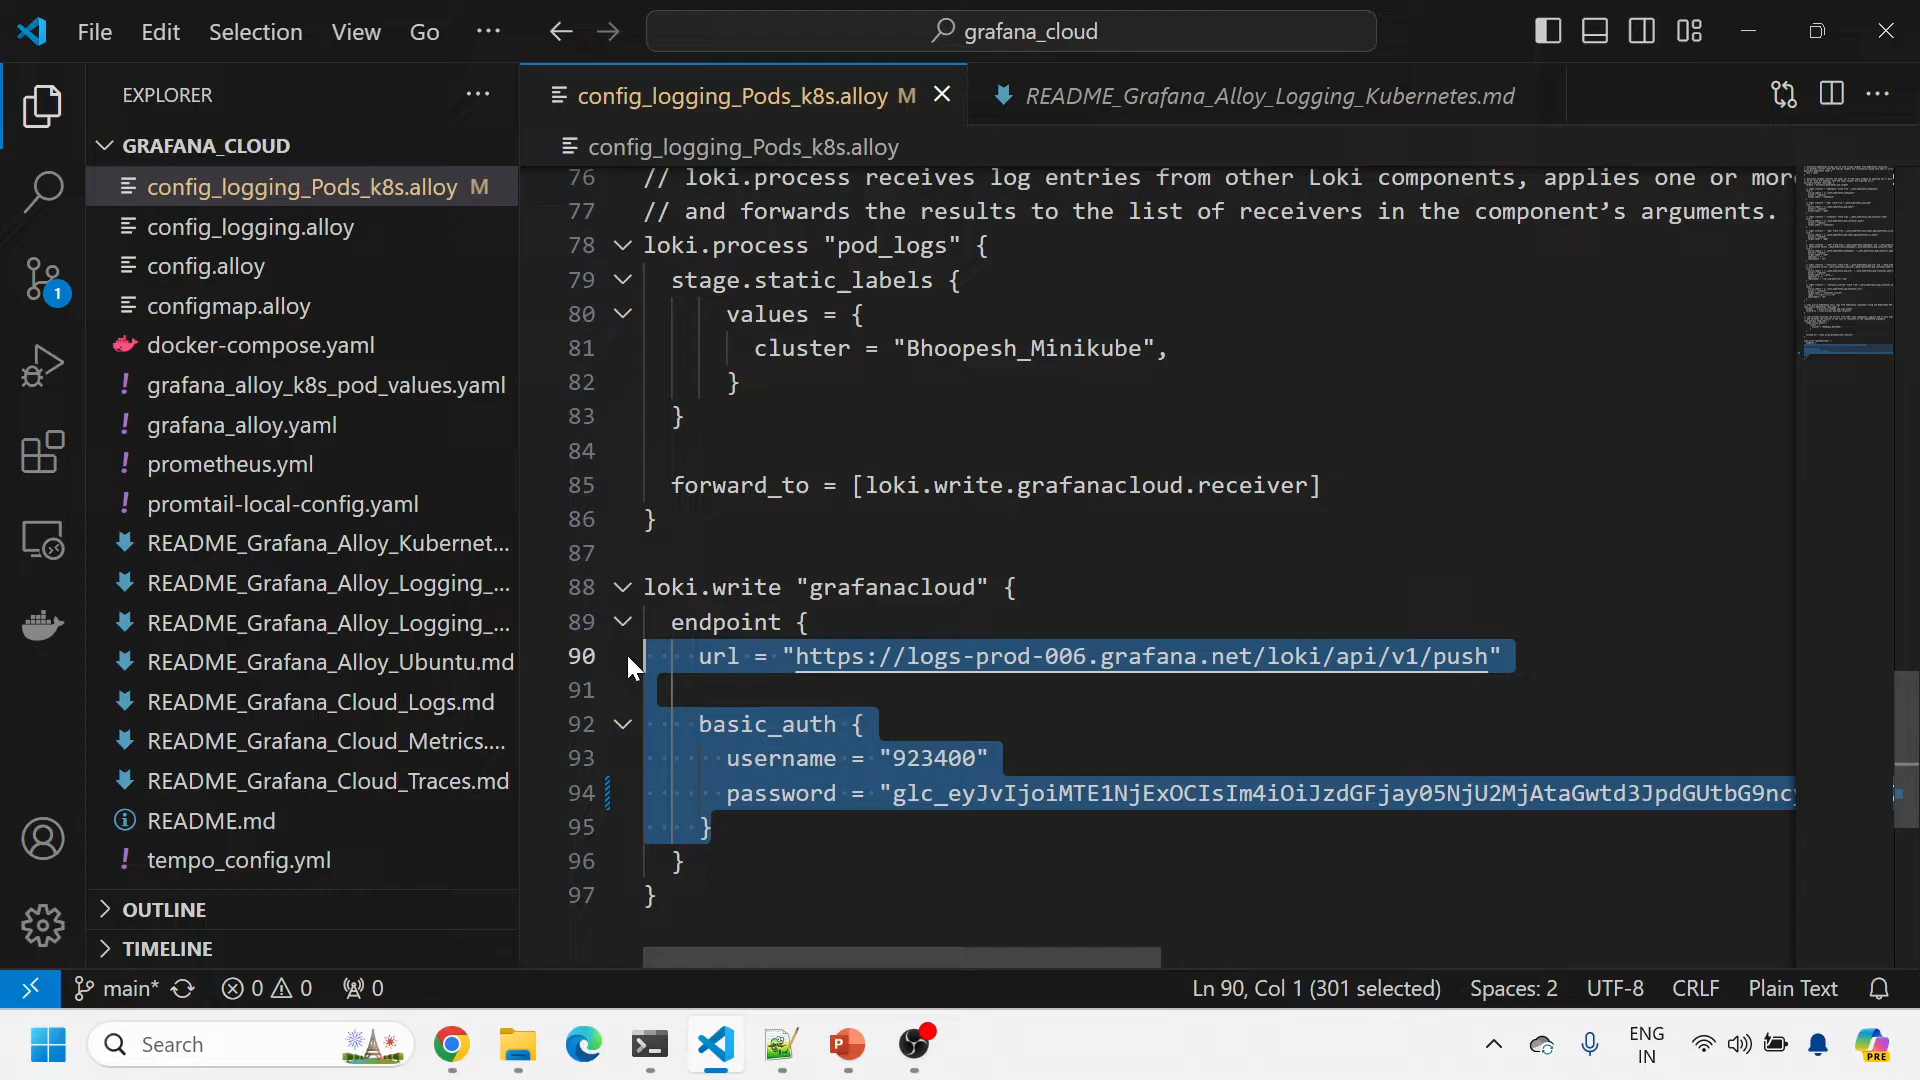 File Edit Selection View Go ...
grafana_cloud
EXPLORER
GRAFANA_CLOUD
config_logging_Pods_k8s.alloy M
config_logging.alloy
config.alloy
configmap.alloy
docker-compose.yaml
grafana_alloy_k8s_pod_values.yaml
grafana_alloy.yaml
prometheus.yml
promtail-local-config.yaml
README_Grafana_Alloy_Kubernet...
README_Grafana_Alloy_Logging_...
README_Grafana_Alloy_Logging_...
README_Grafana_Alloy_Ubuntu.md
README_Grafana_Cloud_Logs.md
README_Grafana_Cloud_Metrics....
README_Grafana_Cloud_Traces.md
README.md
tempo_config.yml
OUTLINE
TIMELINE
1
config_logging_Pods_k8s.alloy M
README_Grafana_Alloy_Logging_Kubernetes.md
config_logging_Pods_k8s.alloy
76 // loki.process receives log entries from other Loki components, applies one or mor
77 // and forwards the results to the list of receivers in the component’s arguments.
78 loki.process "pod_logs" {
79 stage.static_labels {
80 values = {
81 cluster = "Bhoopesh_Minikube",
82 }
83 }
84
85 forward_to = [loki.write.grafanacloud.receiver]
86 }
87
88 loki.write "grafanacloud" {
89 endpoint {
90 url = "https://logs-prod-006.grafana.net/loki/api/v1/push"
91
92 basic_auth {
93 username = "923400"
94 password = "glc_eyJvIjoiMTE1NjExOCIsIm4iOiJzdGFjay05NjU2MjAtaGwtd3JpdGUtbG9nc
95 }
96 }
97 }
main* 0 0 0
Ln 90, Col 1 (301 selected) Spaces: 2 UTF-8 CRLF Plain Text
Search
ENG
IN
PRE